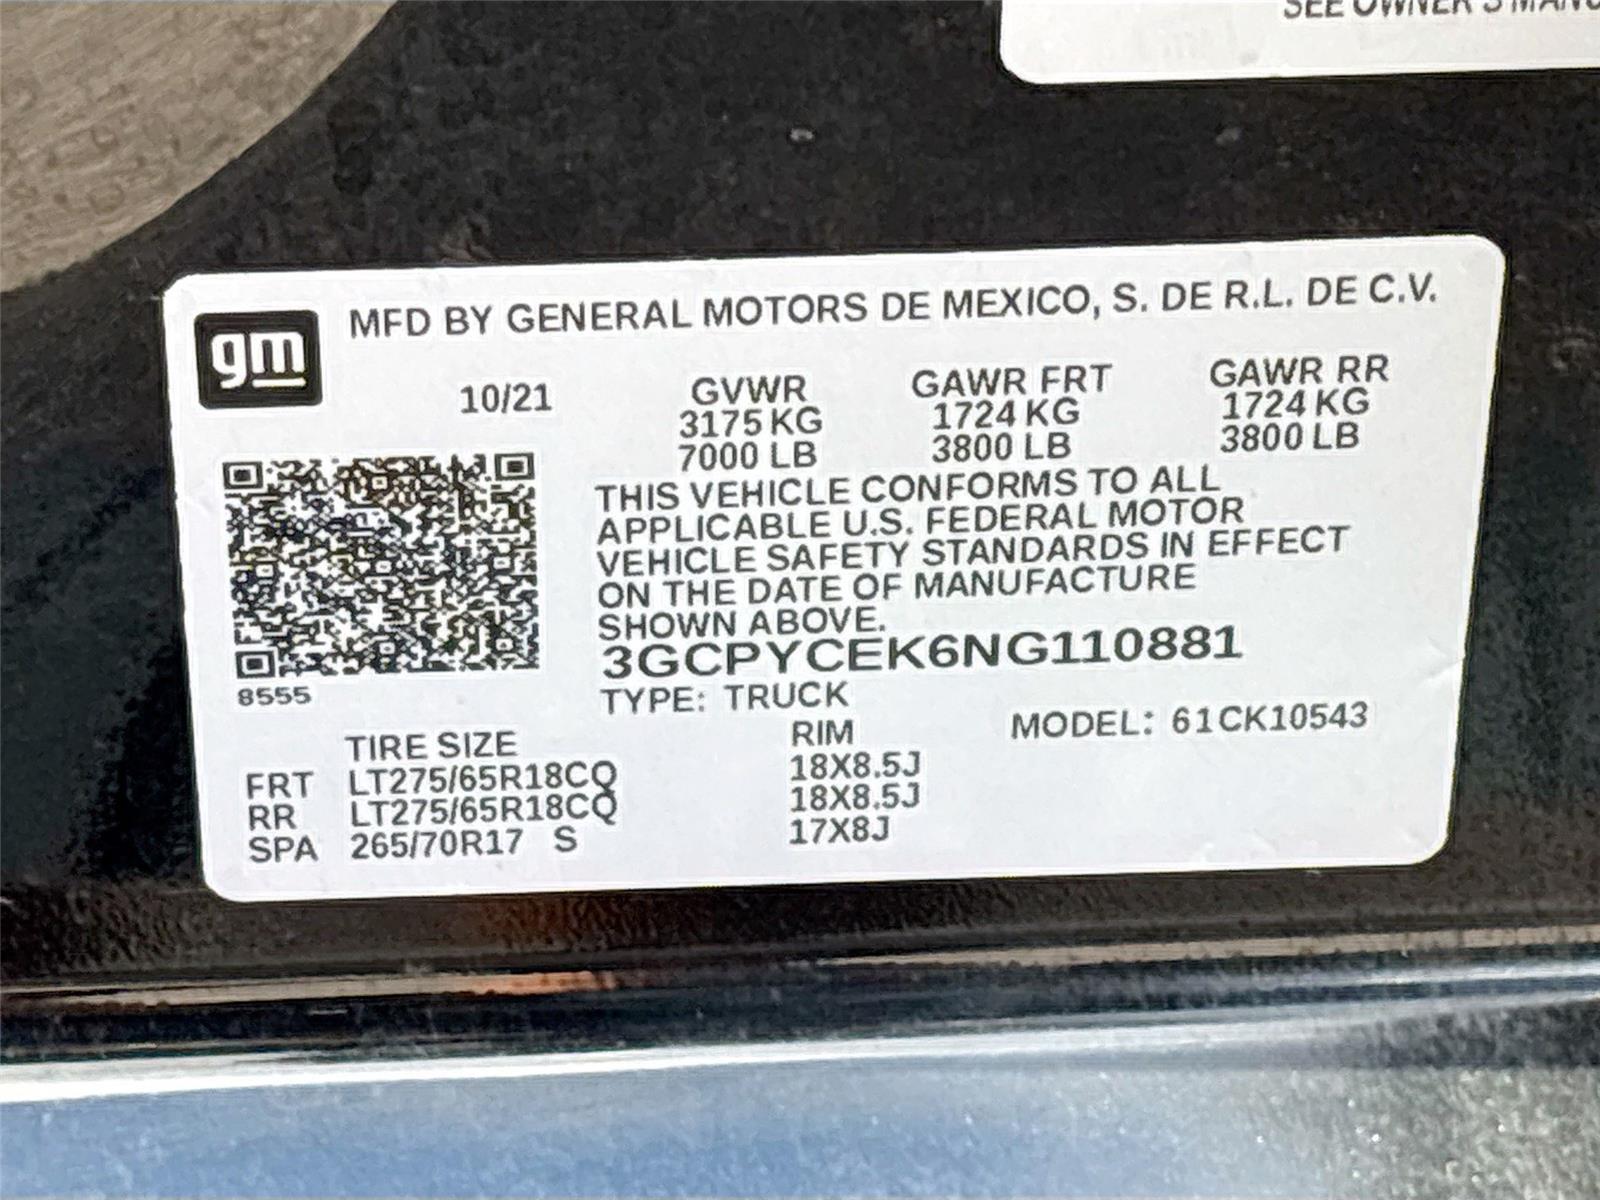 SEE OWNER'S
gm
MFD BY GENERAL MOTORS DE MEXICO, S. DE R.L. DE C.V.
10/21 GVWR GAWR FRT GAWR RR
3175 KG 1724 KG 1724 KG
7000 LB 3800 LB 3800 LB
THIS VEHICLE CONFORMS TO ALL
APPLICABLE U.S. FEDERAL MOTOR
VEHICLE SAFETY STANDARDS IN EFFECT
ON THE DATE OF MANUFACTURE
SHOWN ABOVE.
3GCPYCEK6NG110881
8555
TYPE: TRUCK MODEL: 61CK10543
TIRE SIZE RIM
FRT LT275/65R18CQ 18X8.5J
RR LT275/65R18CQ 18X8.5J
SPA 265/70R17 S 17X8J